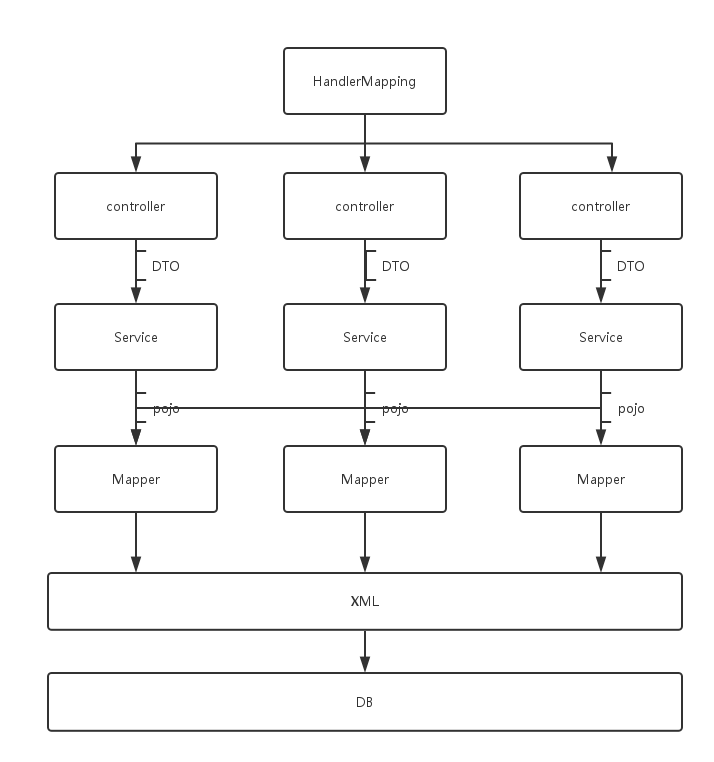 HandlerMapping
controller controller controller
DTO DTO DTO
Service Service Service
pojo pojo pojo
Mapper Mapper Mapper
XML
DB